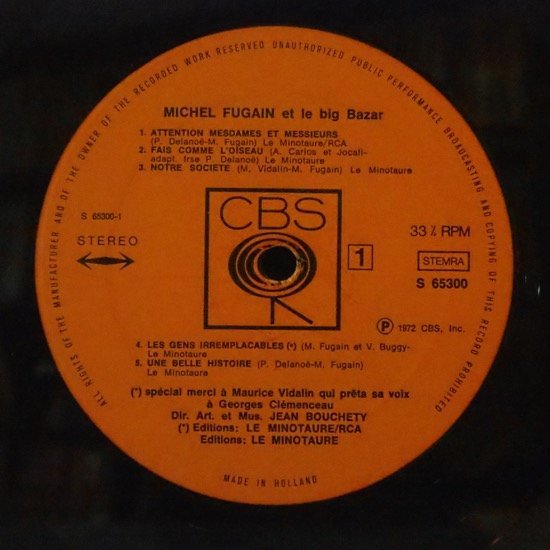 ALL RIGHTS OF THE MANUFACTURER AND OF THE OWNER OF THE RECORDED WORK RESERVED UNAUTHORIZED PUBLIC PERFORMANCE BROADCASTING AND COPYING OF THIS RECORD PROHIBITED
MICHEL FUGAIN et le big Bazar
1. ATTENTION MESDAMES ET MESSIEURS
(P. Delanoë-M. Fugain) Le Minotaure/RCA
2. FAIS COMME L'OISEAU (A. Carlos et Jocali-
adapt. frse P. Delanoë) Le Minotaure
3. NOTRE SOCIETE (M. Vidalin-M. Fugain) Le Minotaure
S 65300-1
STEREO
CBS
1
33⅓ RPM
STEMRA
S 65300
℗ 1972 CBS, Inc.
4. LES GENS IRREMPLACABLES (*) (M. Fugain et V. Buggy-
Le Minotaure
5. UNE BELLE HISTOIRE (P. Delanoë-M. Fugain)
Le Minotaure
(*) spécial merci à Maurice Vidalin qui prêta sa voix
à Georges Clémenceau
Dir. Art. et Mus. JEAN BOUCHETY
(*) Editions: LE MINOTAURE/RCA
Editions: LE MINOTAURE
MADE IN HOLLAND